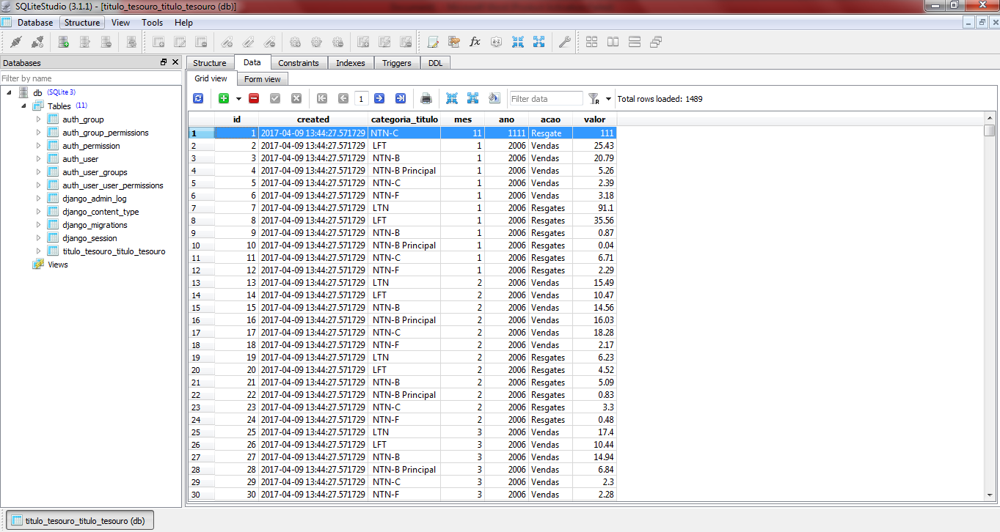 SQLiteStudio (3.1.1) - [titulo_tesouro_titulo_tesouro (db)]
Database Structure View Tools Help
Databases
Filter by name
db (SQLite 3)
Tables (11)
auth_group
auth_group_permissions
auth_permission
auth_user
auth_user_groups
auth_user_user_permissions
django_admin_log
django_content_type
django_migrations
django_session
titulo_tesouro_titulo_tesouro
Views
Structure Data Constraints Indexes Triggers DDL
Grid view Form view
1 Filter data Total rows loaded: 1489
id created categoria_titulo mes ano acao valor
1 1 2017-04-09 13:44:27.571729 NTN-C 11 1111 Resgate 111
2 2 2017-04-09 13:44:27.571729 LFT 1 2006 Vendas 25.43
3 3 2017-04-09 13:44:27.571729 NTN-B 1 2006 Vendas 20.79
4 4 2017-04-09 13:44:27.571729 NTN-B Principal 1 2006 Vendas 5.26
5 5 2017-04-09 13:44:27.571729 NTN-C 1 2006 Vendas 2.39
6 6 2017-04-09 13:44:27.571729 NTN-F 1 2006 Vendas 3.18
7 7 2017-04-09 13:44:27.571729 LTN 1 2006 Resgates 91.1
8 8 2017-04-09 13:44:27.571729 LFT 1 2006 Resgates 35.56
9 9 2017-04-09 13:44:27.571729 NTN-B 1 2006 Resgates 0.87
10 10 2017-04-09 13:44:27.571729 NTN-B Principal 1 2006 Resgates 0.04
11 11 2017-04-09 13:44:27.571729 NTN-C 1 2006 Resgates 6.71
12 12 2017-04-09 13:44:27.571729 NTN-F 1 2006 Resgates 2.29
13 13 2017-04-09 13:44:27.571729 LTN 2 2006 Vendas 15.49
14 14 2017-04-09 13:44:27.571729 LFT 2 2006 Vendas 10.47
15 15 2017-04-09 13:44:27.571729 NTN-B 2 2006 Vendas 14.56
16 16 2017-04-09 13:44:27.571729 NTN-B Principal 2 2006 Vendas 16.03
17 17 2017-04-09 13:44:27.571729 NTN-C 2 2006 Vendas 18.28
18 18 2017-04-09 13:44:27.571729 NTN-F 2 2006 Vendas 2.17
19 19 2017-04-09 13:44:27.571729 LTN 2 2006 Resgates 6.23
20 20 2017-04-09 13:44:27.571729 LFT 2 2006 Resgates 4.52
21 21 2017-04-09 13:44:27.571729 NTN-B 2 2006 Resgates 5.09
22 22 2017-04-09 13:44:27.571729 NTN-B Principal 2 2006 Resgates 0.83
23 23 2017-04-09 13:44:27.571729 NTN-C 2 2006 Resgates 3.3
24 24 2017-04-09 13:44:27.571729 NTN-F 2 2006 Resgates 0.48
25 25 2017-04-09 13:44:27.571729 LTN 3 2006 Vendas 17.4
26 26 2017-04-09 13:44:27.571729 LFT 3 2006 Vendas 10.44
27 27 2017-04-09 13:44:27.571729 NTN-B 3 2006 Vendas 14.94
28 28 2017-04-09 13:44:27.571729 NTN-B Principal 3 2006 Vendas 6.84
29 29 2017-04-09 13:44:27.571729 NTN-C 3 2006 Vendas 2.3
30 30 2017-04-09 13:44:27.571729 NTN-F 3 2006 Vendas 2.28
titulo_tesouro_titulo_tesouro (db)